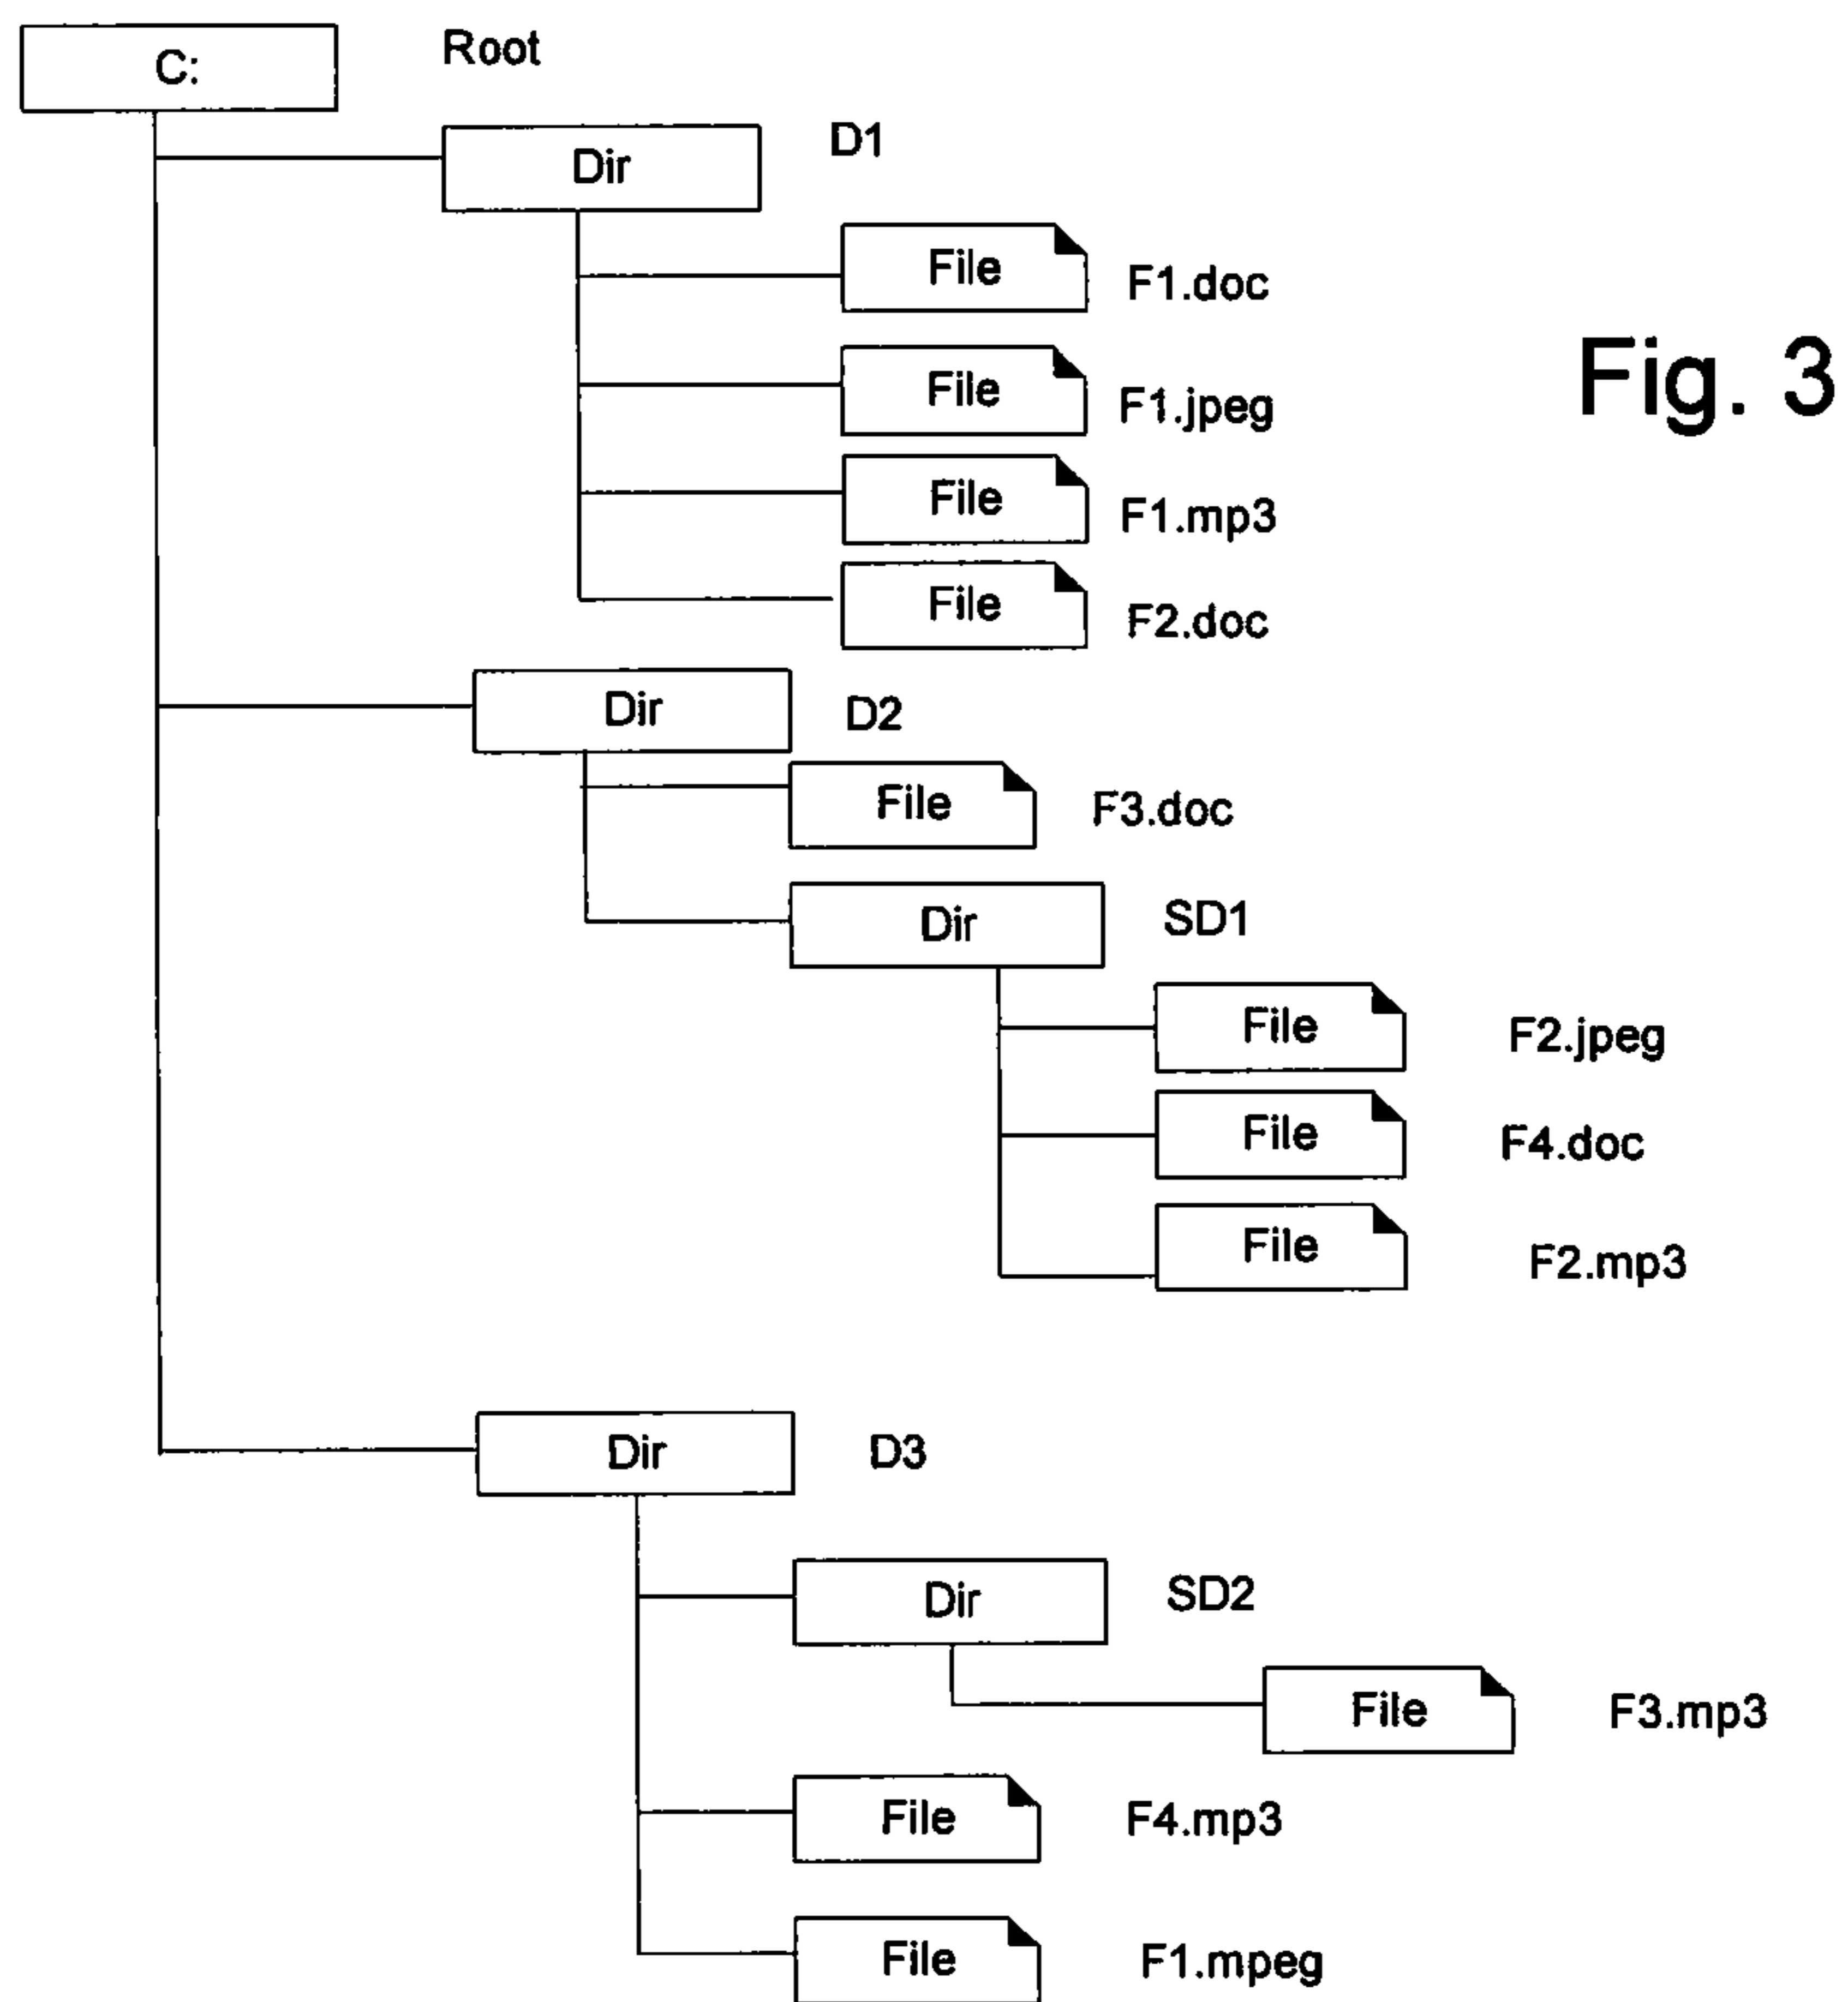 C: Root
Dir D1
File F1.doc
File F1.jpeg
Fig. 3
File F1.mp3
File F2.doc
Dir D2
File F3.doc
Dir SD1
File F2.jpeg
File F4.doc
File F2.mp3
Dir D3
Dir SD2
File F3.mp3
File F4.mp3
File F1.mpeg